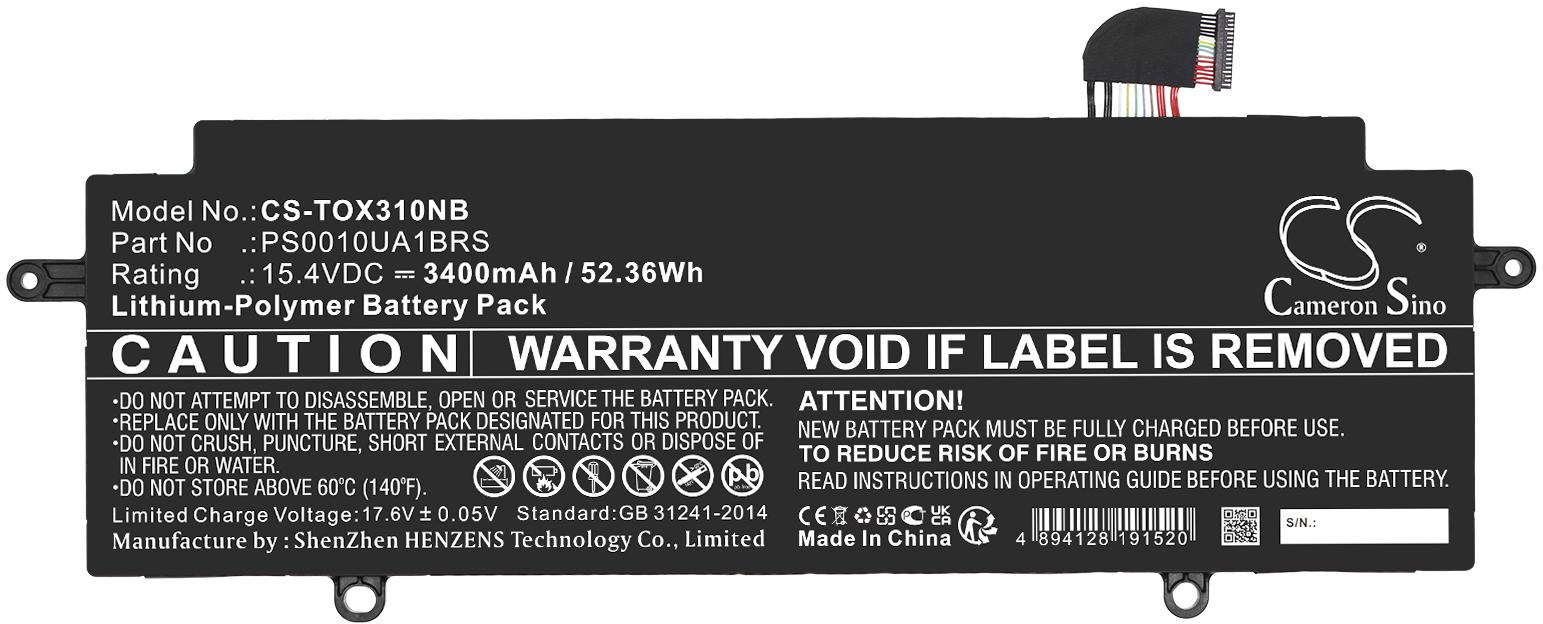 Model No.:CS-TOX310NB
Part No .:PS0010UA1BRS
Rating .:15.4VDC ⎓ 3400mAh / 52.36Wh
Lithium-Polymer Battery Pack
CS ®
Cameron Sino
CAUTION WARRANTY VOID IF LABEL IS REMOVED
•DO NOT ATTEMPT TO DISASSEMBLE, OPEN OR SERVICE THE BATTERY PACK.
•REPLACE ONLY WITH THE BATTERY PACK DESIGNATED FOR THIS PRODUCT.
•DO NOT CRUSH, PUNCTURE, SHORT EXTERNAL CONTACTS OR DISPOSE OF
IN FIRE OR WATER.
•DO NOT STORE ABOVE 60°C (140°F).
pb
Limited Charge Voltage:17.6V ± 0.05V Standard:GB 31241-2014
Manufacture by : ShenZhen HENZENS Technology Co., Limited
ATTENTION!
NEW BATTERY PACK MUST BE FULLY CHARGED BEFORE USE.
TO REDUCE RISK OF FIRE OR BURNS
READ INSTRUCTIONS IN OPERATING GUIDE BEFORE USING THE BATTERY.
CE UKCA
Made In China
4 894128 191520
S/N.: